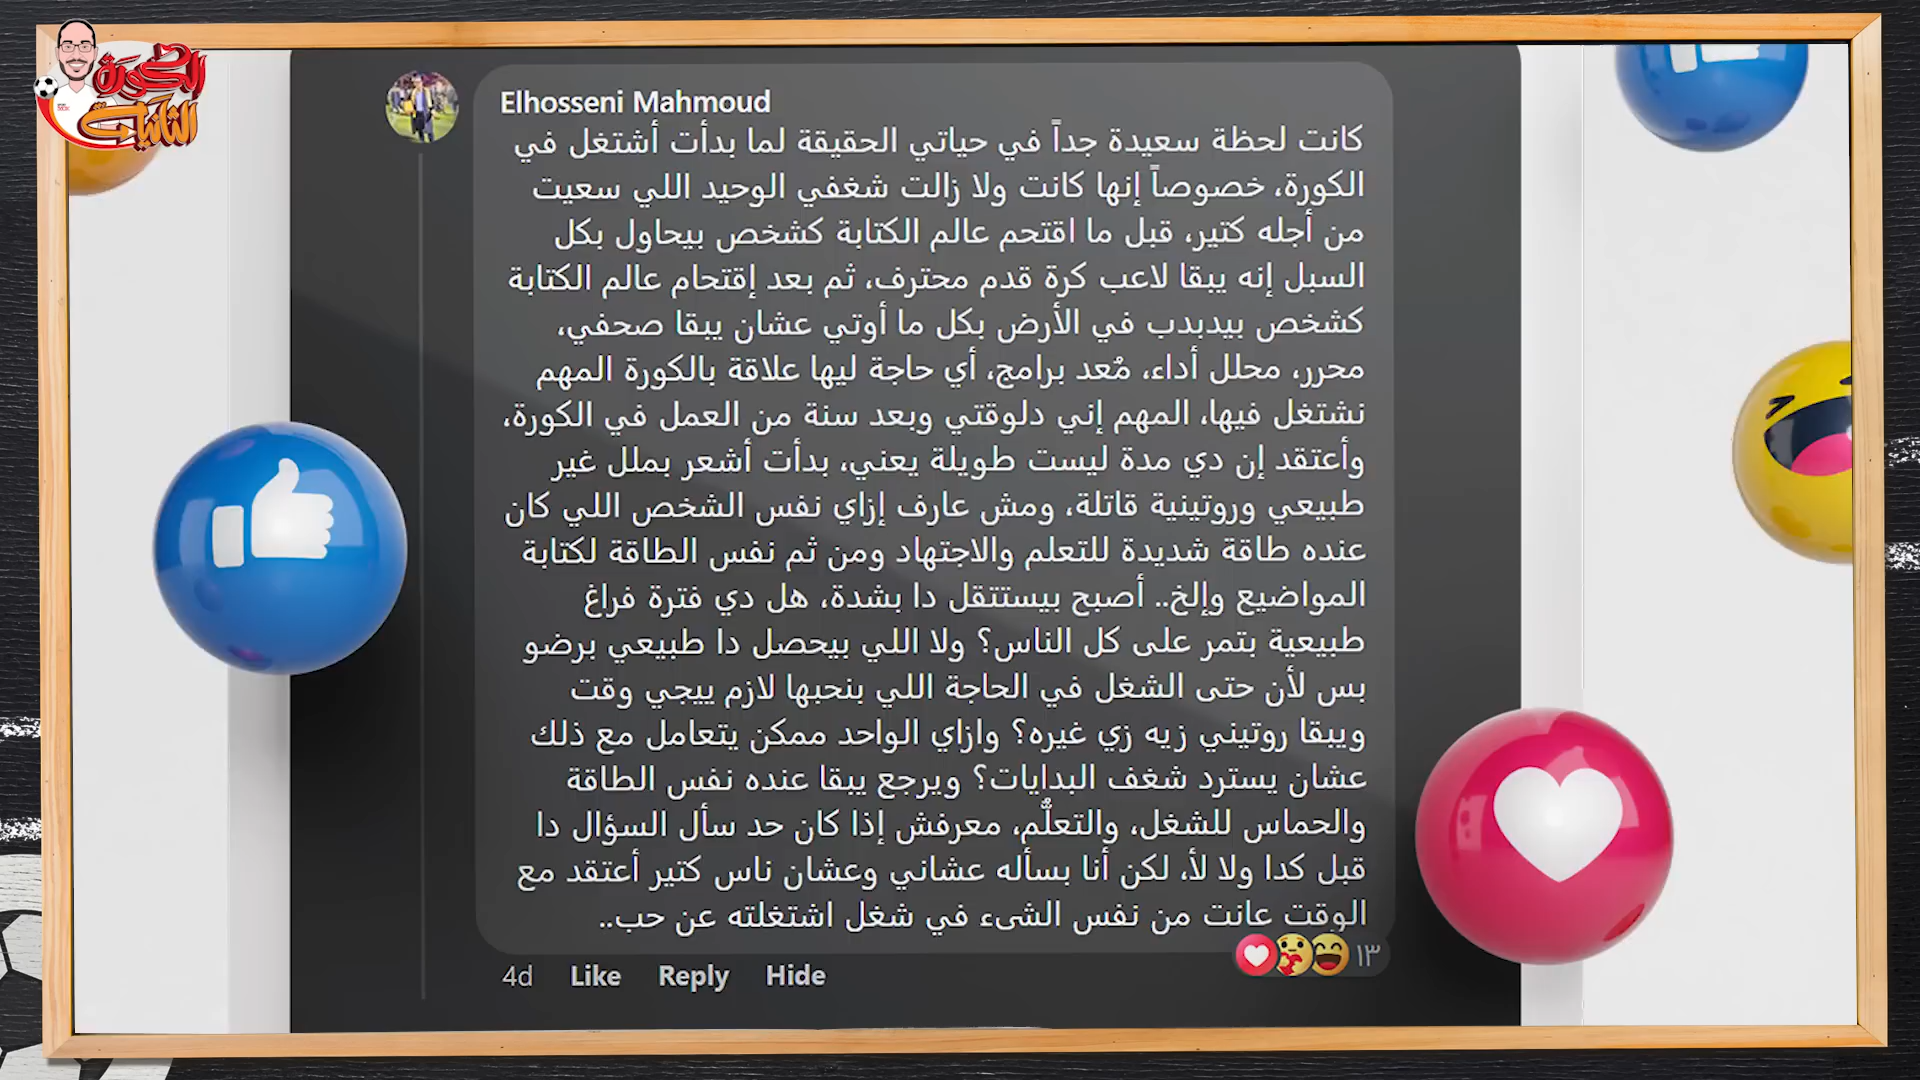 الكورة
الثانية
Elhosseni Mahmoud
كانت لحظة سعيدة جداً في حياتي الحقيقة لما بدأت أشتغل في
الكورة، خصوصاً إنها كانت ولا زالت شغفي الوحيد اللي سعيت
من أجله كتير، قبل ما اقتحم عالم الكتابة كشخص بيحاول بكل
السبل إنه يبقا لاعب كرة قدم محترف، ثم بعد إقتحام عالم الكتابة
كشخص بيدبدب في الأرض بكل ما أوتي عشان يبقا صحفي،
محرر، محلل أداء، مُعد برامج، أي حاجة ليها علاقة بالكورة المهم
نشتغل فيها، المهم إني دلوقتي وبعد سنة من العمل في الكورة،
وأعتقد إن دي مدة ليست طويلة يعني، بدأت أشعر بملل غير
طبيعي وروتينية قاتلة، ومش عارف إزاي نفس الشخص اللي كان
عنده طاقة شديدة للتعلم والاجتهاد ومن ثم نفس الطاقة لكتابة
المواضيع وإلخ.. أصبح بيستتقل دا بشدة، هل دي فترة فراغ
طبيعية بتمر على كل الناس؟ ولا اللي بيحصل دا طبيعي برضو
بس لأن حتى الشغل في الحاجة اللي بنحبها لازم ييجي وقت
ويبقا روتيني زيه زي غيره؟ وازاي الواحد ممكن يتعامل مع ذلك
عشان يسترد شغف البدايات؟ ويرجع يبقا عنده نفس الطاقة
والحماس للشغل، والتعلُّم، معرفش إذا كان حد سأل السؤال دا
قبل كدا ولا لأ، لكن أنا بسأله عشاني وعشان ناس كتير أعتقد مع
الوقت عانت من نفس الشيء في شغل اشتغلته عن حب..
١٣
4d Like Reply Hide